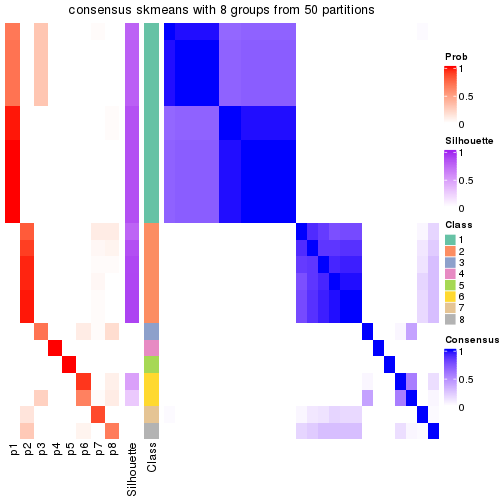 consensus skmeans with 8 groups from 50 partitions
Prob
1
0.5
0
Silhouette
1
0.5
0
Class
1
2
3
4
5
6
7
8
Consensus
1
0.5
0
p1
p2
p3
p4
p5
p6
p7
p8
Silhouette
Class